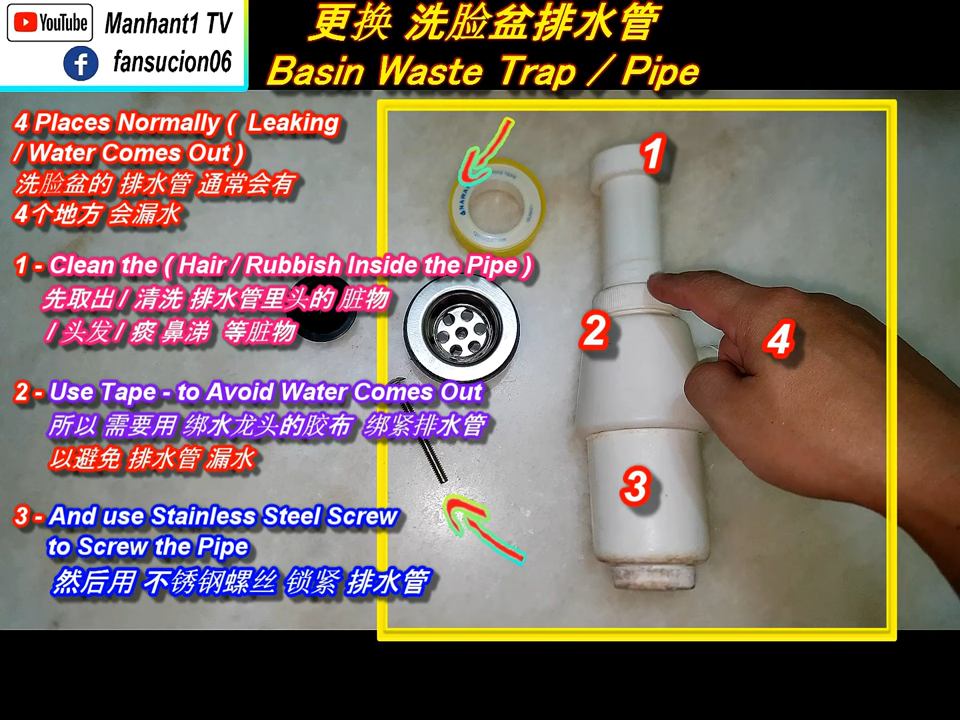 YouTube
Manhant1 TV
fansucion06
更换 洗脸盆排水管
Basin Waste Trap / Pipe
4 Places Normally ( Leaking
/ Water Comes Out )
洗脸盆的 排水管 通常会有
4个地方 会漏水
1 - Clean the ( Hair / Rubbish Inside the Pipe )
先取出 / 清洗 排水管里头的 脏物
/ 头发 / 痰 鼻涕 等脏物
2 - Use Tape - to Avoid Water Comes Out
所以 需要用 绑水龙头的胶布 绑紧排水管
以避免 排水管 漏水
3 - And use Stainless Steel Screw
to Screw the Pipe
然后用 不锈钢螺丝 锁紧 排水管
1
2
4
3